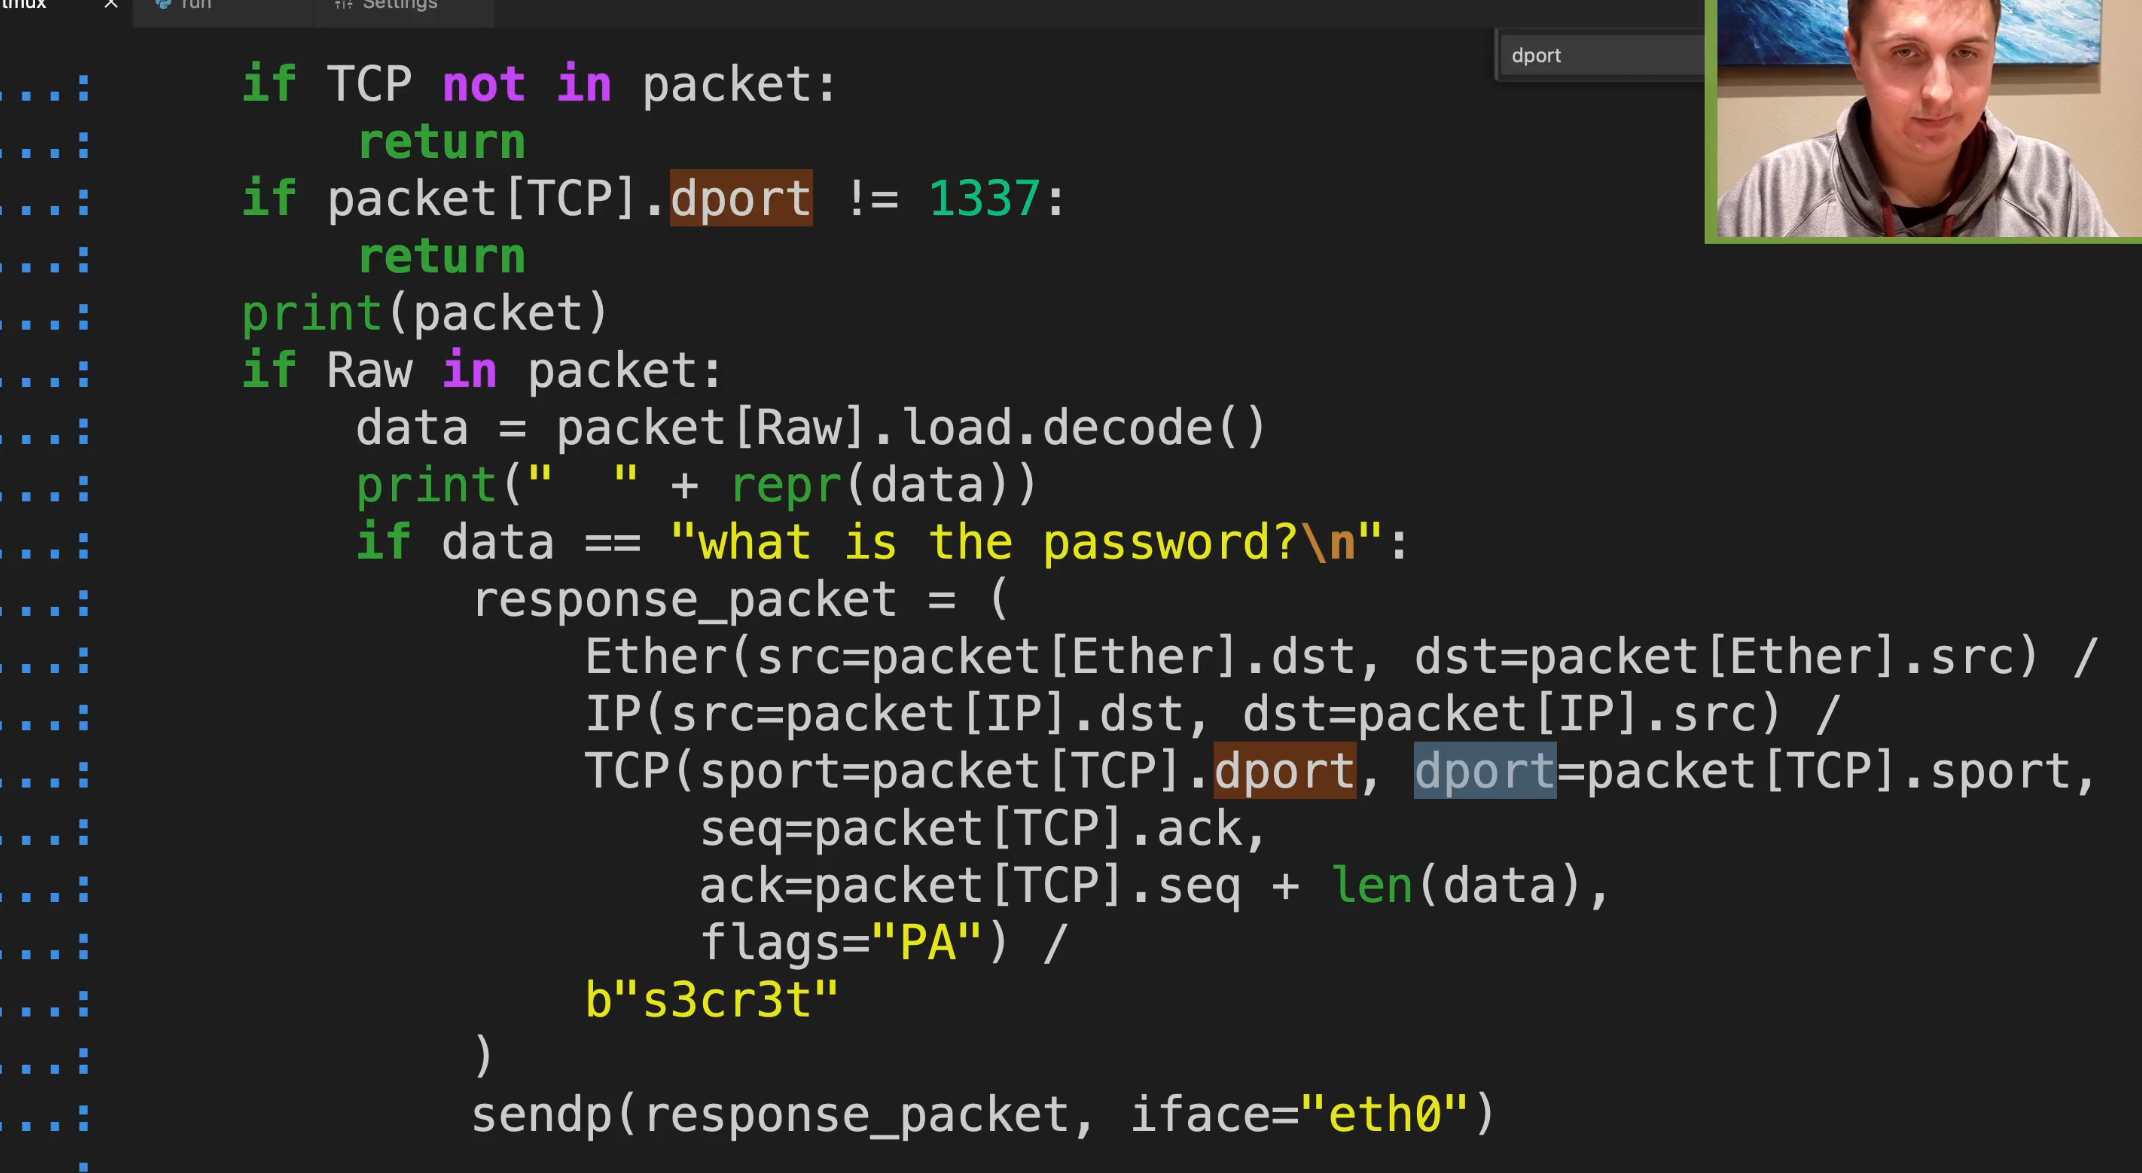 tmux × run Settings
dport
...: if TCP not in packet:
...: return
...: if packet[TCP].dport != 1337:
...: return
...: print(packet)
...: if Raw in packet:
...: data = packet[Raw].load.decode()
...: print("  " + repr(data))
...: if data == "what is the password?\n":
...: response_packet = (
...: Ether(src=packet[Ether].dst, dst=packet[Ether].src) /
...: IP(src=packet[IP].dst, dst=packet[IP].src) /
...: TCP(sport=packet[TCP].dport, dport=packet[TCP].sport,
...: seq=packet[TCP].ack,
...: ack=packet[TCP].seq + len(data),
...: flags="PA") /
...: b"s3cr3t"
...: )
...: sendp(response_packet, iface="eth0")